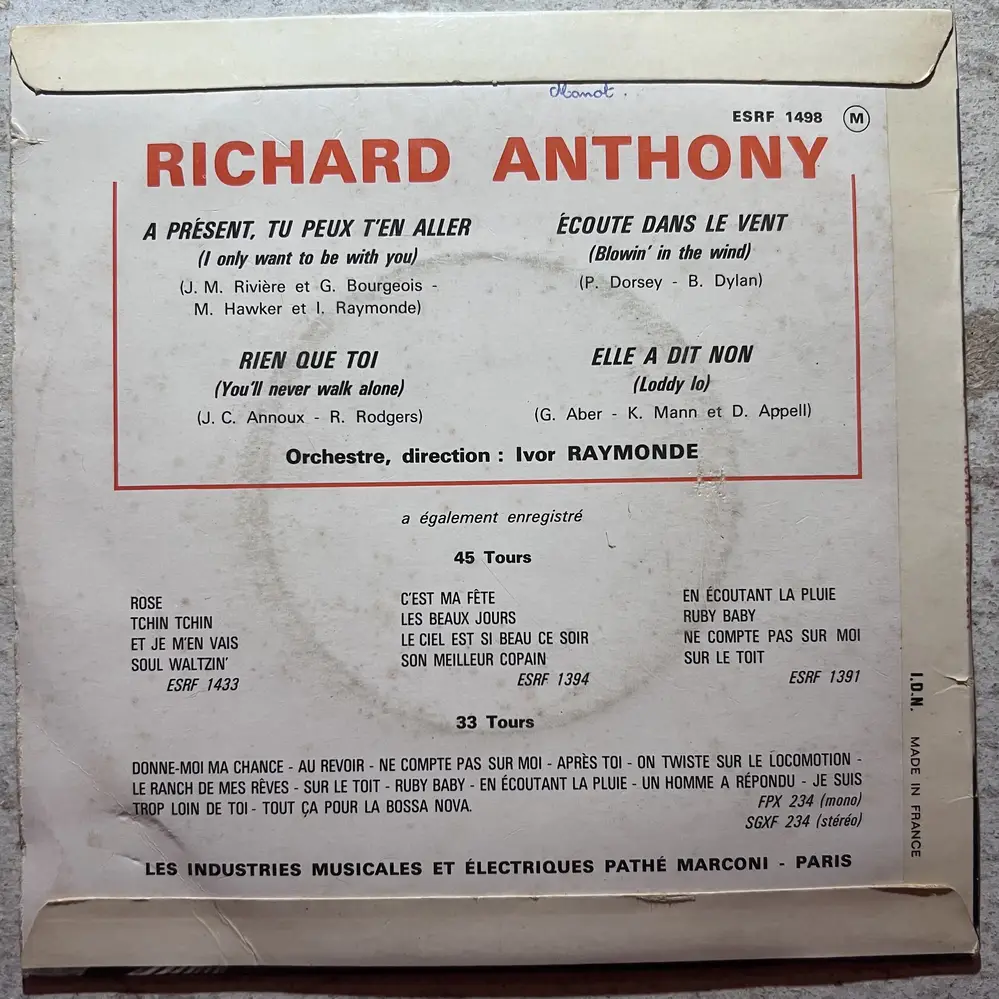 Manot.
ESRF 1498 M
RICHARD ANTHONY
A PRÉSENT, TU PEUX T'EN ALLER
(I only want to be with you)
(J. M. Rivière et G. Bourgeois -
M. Hawker et I. Raymonde)
ÉCOUTE DANS LE VENT
(Blowin' in the wind)
(P. Dorsey - B. Dylan)
RIEN QUE TOI
(You'll never walk alone)
(J. C. Annoux - R. Rodgers)
ELLE A DIT NON
(Loddy lo)
(G. Aber - K. Mann et D. Appell)
Orchestre, direction : Ivor RAYMONDE
a également enregistré
45 Tours
ROSE
TCHIN TCHIN
ET JE M'EN VAIS
SOUL WALTZIN'
ESRF 1433
C'EST MA FÊTE
LES BEAUX JOURS
LE CIEL EST SI BEAU CE SOIR
SON MEILLEUR COPAIN
ESRF 1394
EN ÉCOUTANT LA PLUIE
RUBY BABY
NE COMPTE PAS SUR MOI
SUR LE TOIT
ESRF 1391
33 Tours
DONNE-MOI MA CHANCE - AU REVOIR - NE COMPTE PAS SUR MOI - APRÈS TOI - ON TWISTE SUR LE LOCOMOTION -
LE RANCH DE MES RÊVES - SUR LE TOIT - RUBY BABY - EN ÉCOUTANT LA PLUIE - UN HOMME A RÉPONDU - JE SUIS
TROP LOIN DE TOI - TOUT ÇA POUR LA BOSSA NOVA.
FPX 234 (mono)
SGXF 234 (stéréo)
LES INDUSTRIES MUSICALES ET ÉLECTRIQUES PATHÉ MARCONI - PARIS
I.D.N. MADE IN FRANCE